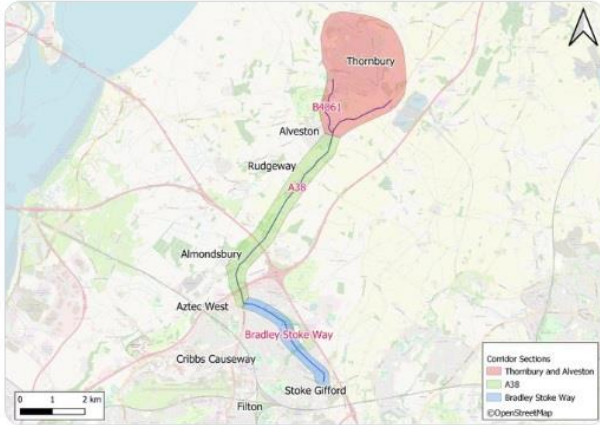 Thornbury
B4061
Alveston
Rudgeway
A38
Almondsbury
Aztec West
Bradley Stoke Way
Cribbs Causeway
Stoke Gifford
Filton
0 1 2 km
Corridor Sections
Thornbury and Alveston
A38
Bradley Stoke Way
©OpenStreetMap